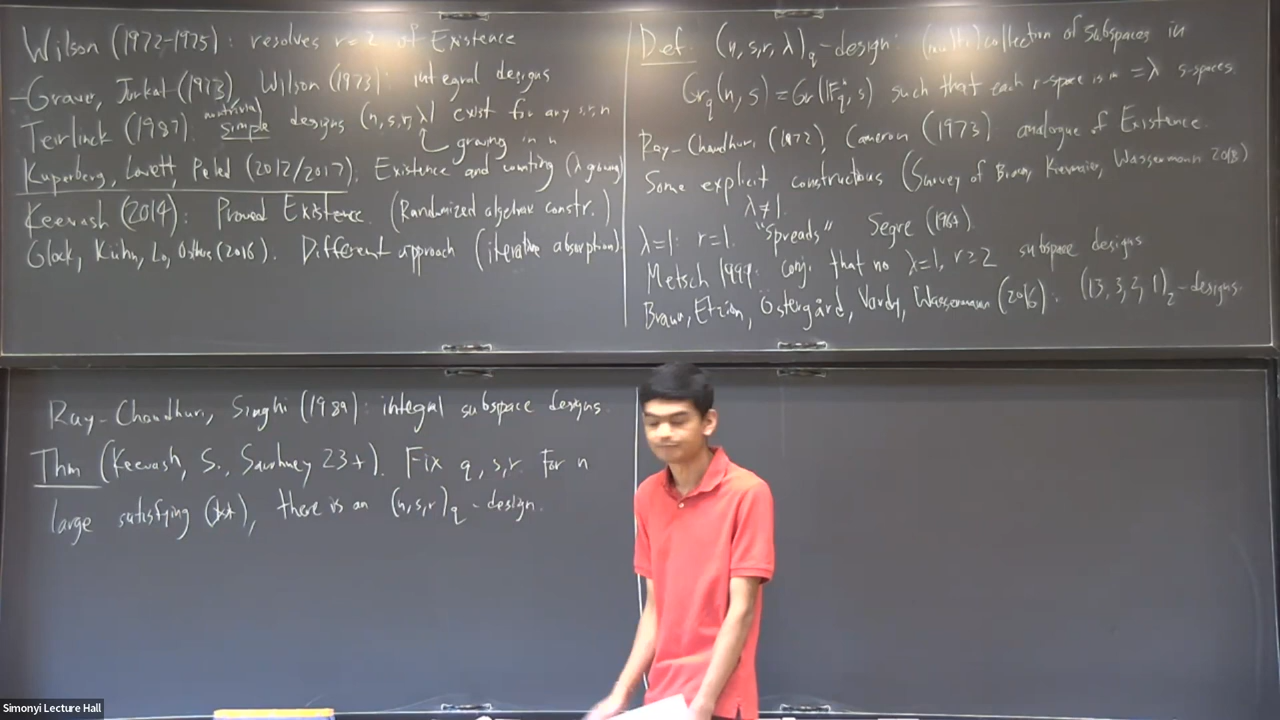 Wilson (1972-1975): resolves r=2 of Existence
- Graver, Jurkat (1973), Wilson (1973): integral designs
nontrivial
Teirlinck (1987): simple designs (n,s,r,λ) exist for any s,r,n
growing in n
Kuperberg, Lovett, Peled (2012/2017): Existence and counting (λ growing)
Keevash (2014): Proved Existence. (Randomized algebraic constr.)
Glock, Kühn, Lo, Osthus (2016). Different approach (iterative absorption).
Def. (n,s,r,λ)_q-design: (multi)collection of subspaces in
Gr_q(n,s) = Gr(F_q^n, s) such that each r-space is in =λ s-spaces.
Ray-Chaudhuri, (1972), Cameron (1973): analogue of Existence.
Some explicit constructions (Survey of Braun, Kiermaier, Wassermann 2018)
λ≠1.
λ=1: r=1. "Spreads" Segre (1964).
Metsch 1999: conj. that no λ=1, r≥2 subspace designs
Braun, Etzion, Östergård, Vardy, Wassermann (2016): (13,3,2,1)_2-designs.
Ray-Chaudhuri, Singhi (1989): integral subspace designs.
Thm (Keevash, S., Sawhney 23+). Fix q, s, r. For n
large satisfying (**), there is an (n,s,r)_q-design.
Simonyi Lecture Hall